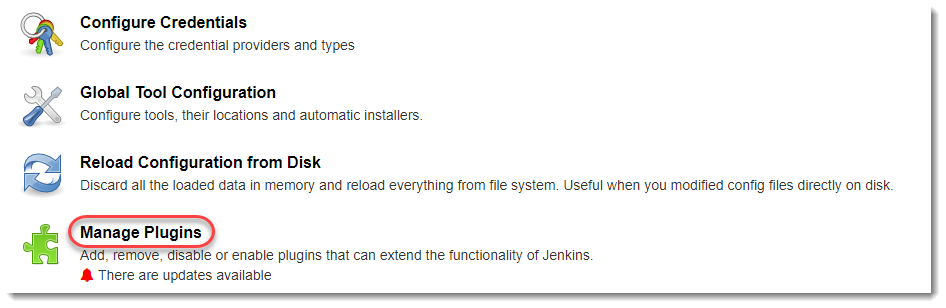 Configure Credentials
Configure the credential providers and types
Global Tool Configuration
Configure tools, their locations and automatic installers.
Reload Configuration from Disk
Discard all the loaded data in memory and reload everything from file system. Useful when you modified config files directly on disk.
Manage Plugins
Add, remove, disable or enable plugins that can extend the functionality of Jenkins.
There are updates available